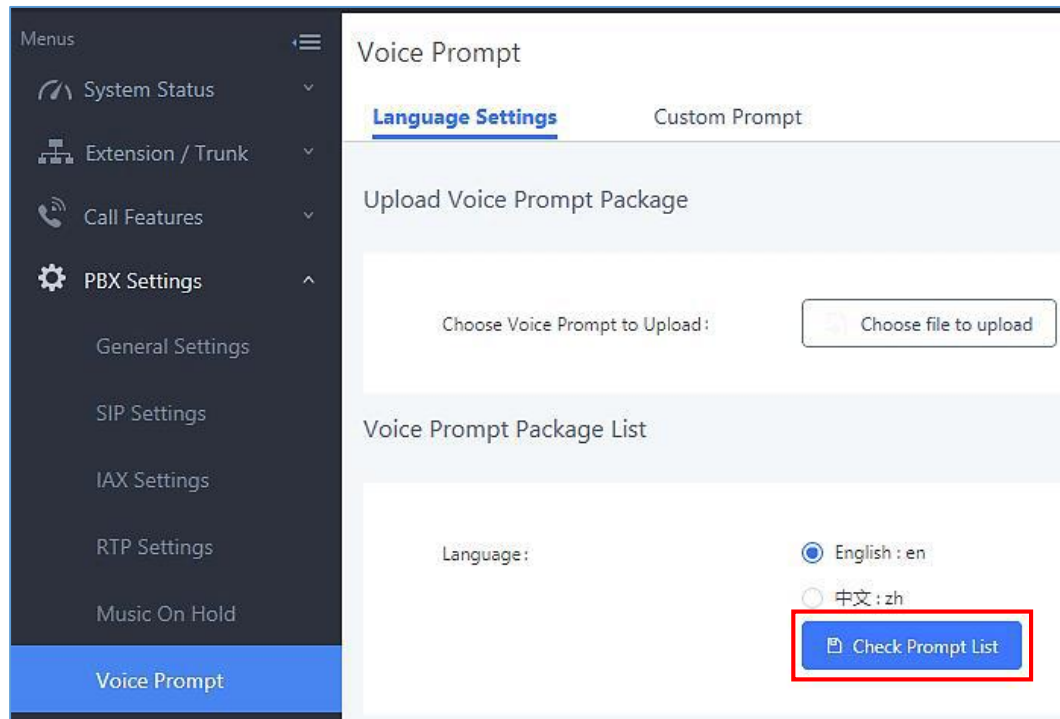 Menus
System Status
Extension / Trunk
Call Features
PBX Settings
General Settings
SIP Settings
IAX Settings
RTP Settings
Music On Hold
Voice Prompt
Voice Prompt
Language Settings
Custom Prompt
Upload Voice Prompt Package
Choose Voice Prompt to Upload:
Choose file to upload
Voice Prompt Package List
Language:
English : en
中文 : zh
Check Prompt List